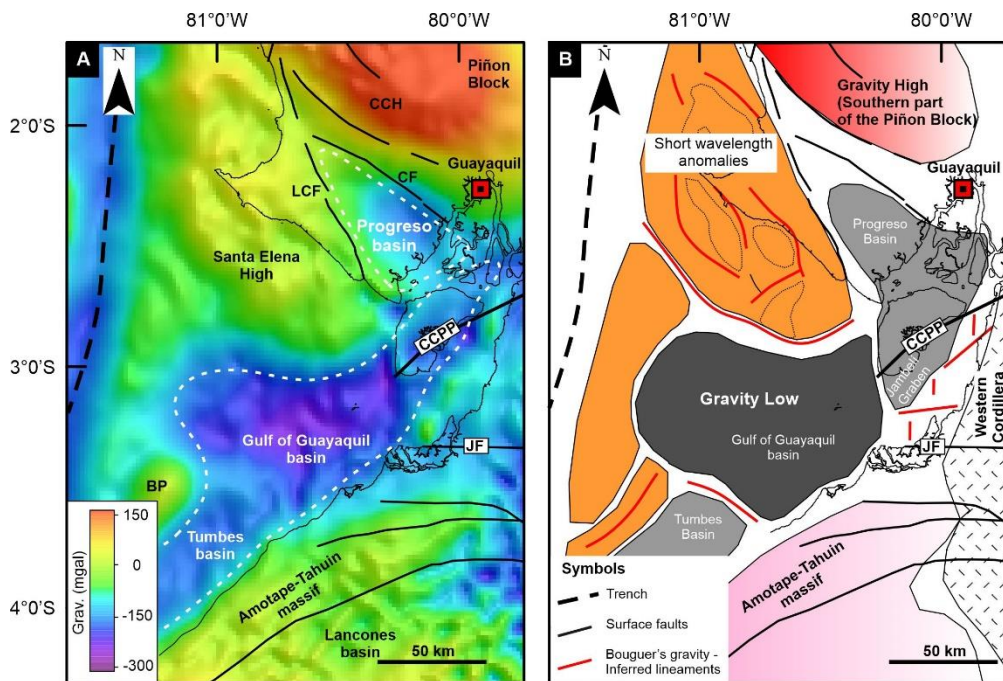 81°0'W
80°0'W
81°0'W
80°0'W
2°0'S
3°0'S
4°0'S
A
N
Piñon
Block
CCH
Guayaquil
CF
LCF
Progreso
basin
Santa Elena
High
CCPP
Gulf of Guayaquil
basin
JF
BP
Tumbes
basin
Grav. (mgal)
150
0
-150
-300
Amotape-Tahuin
massif
Lancones
basin
50 km
B
N
Gravity High
(Southern part
of the Piñon Block)
Short wavelength
anomalies
Guayaquil
Progreso
Basin
CCPP
Jambelí
Graben
Gravity Low
Gulf of Guayaquil
basin
Western
Cordillera
JF
Tumbes
Basin
Symbols
Trench
Surface faults
Bouguer's gravity -
Inferred lineaments
Amotape-Tahuin
massif
50 km